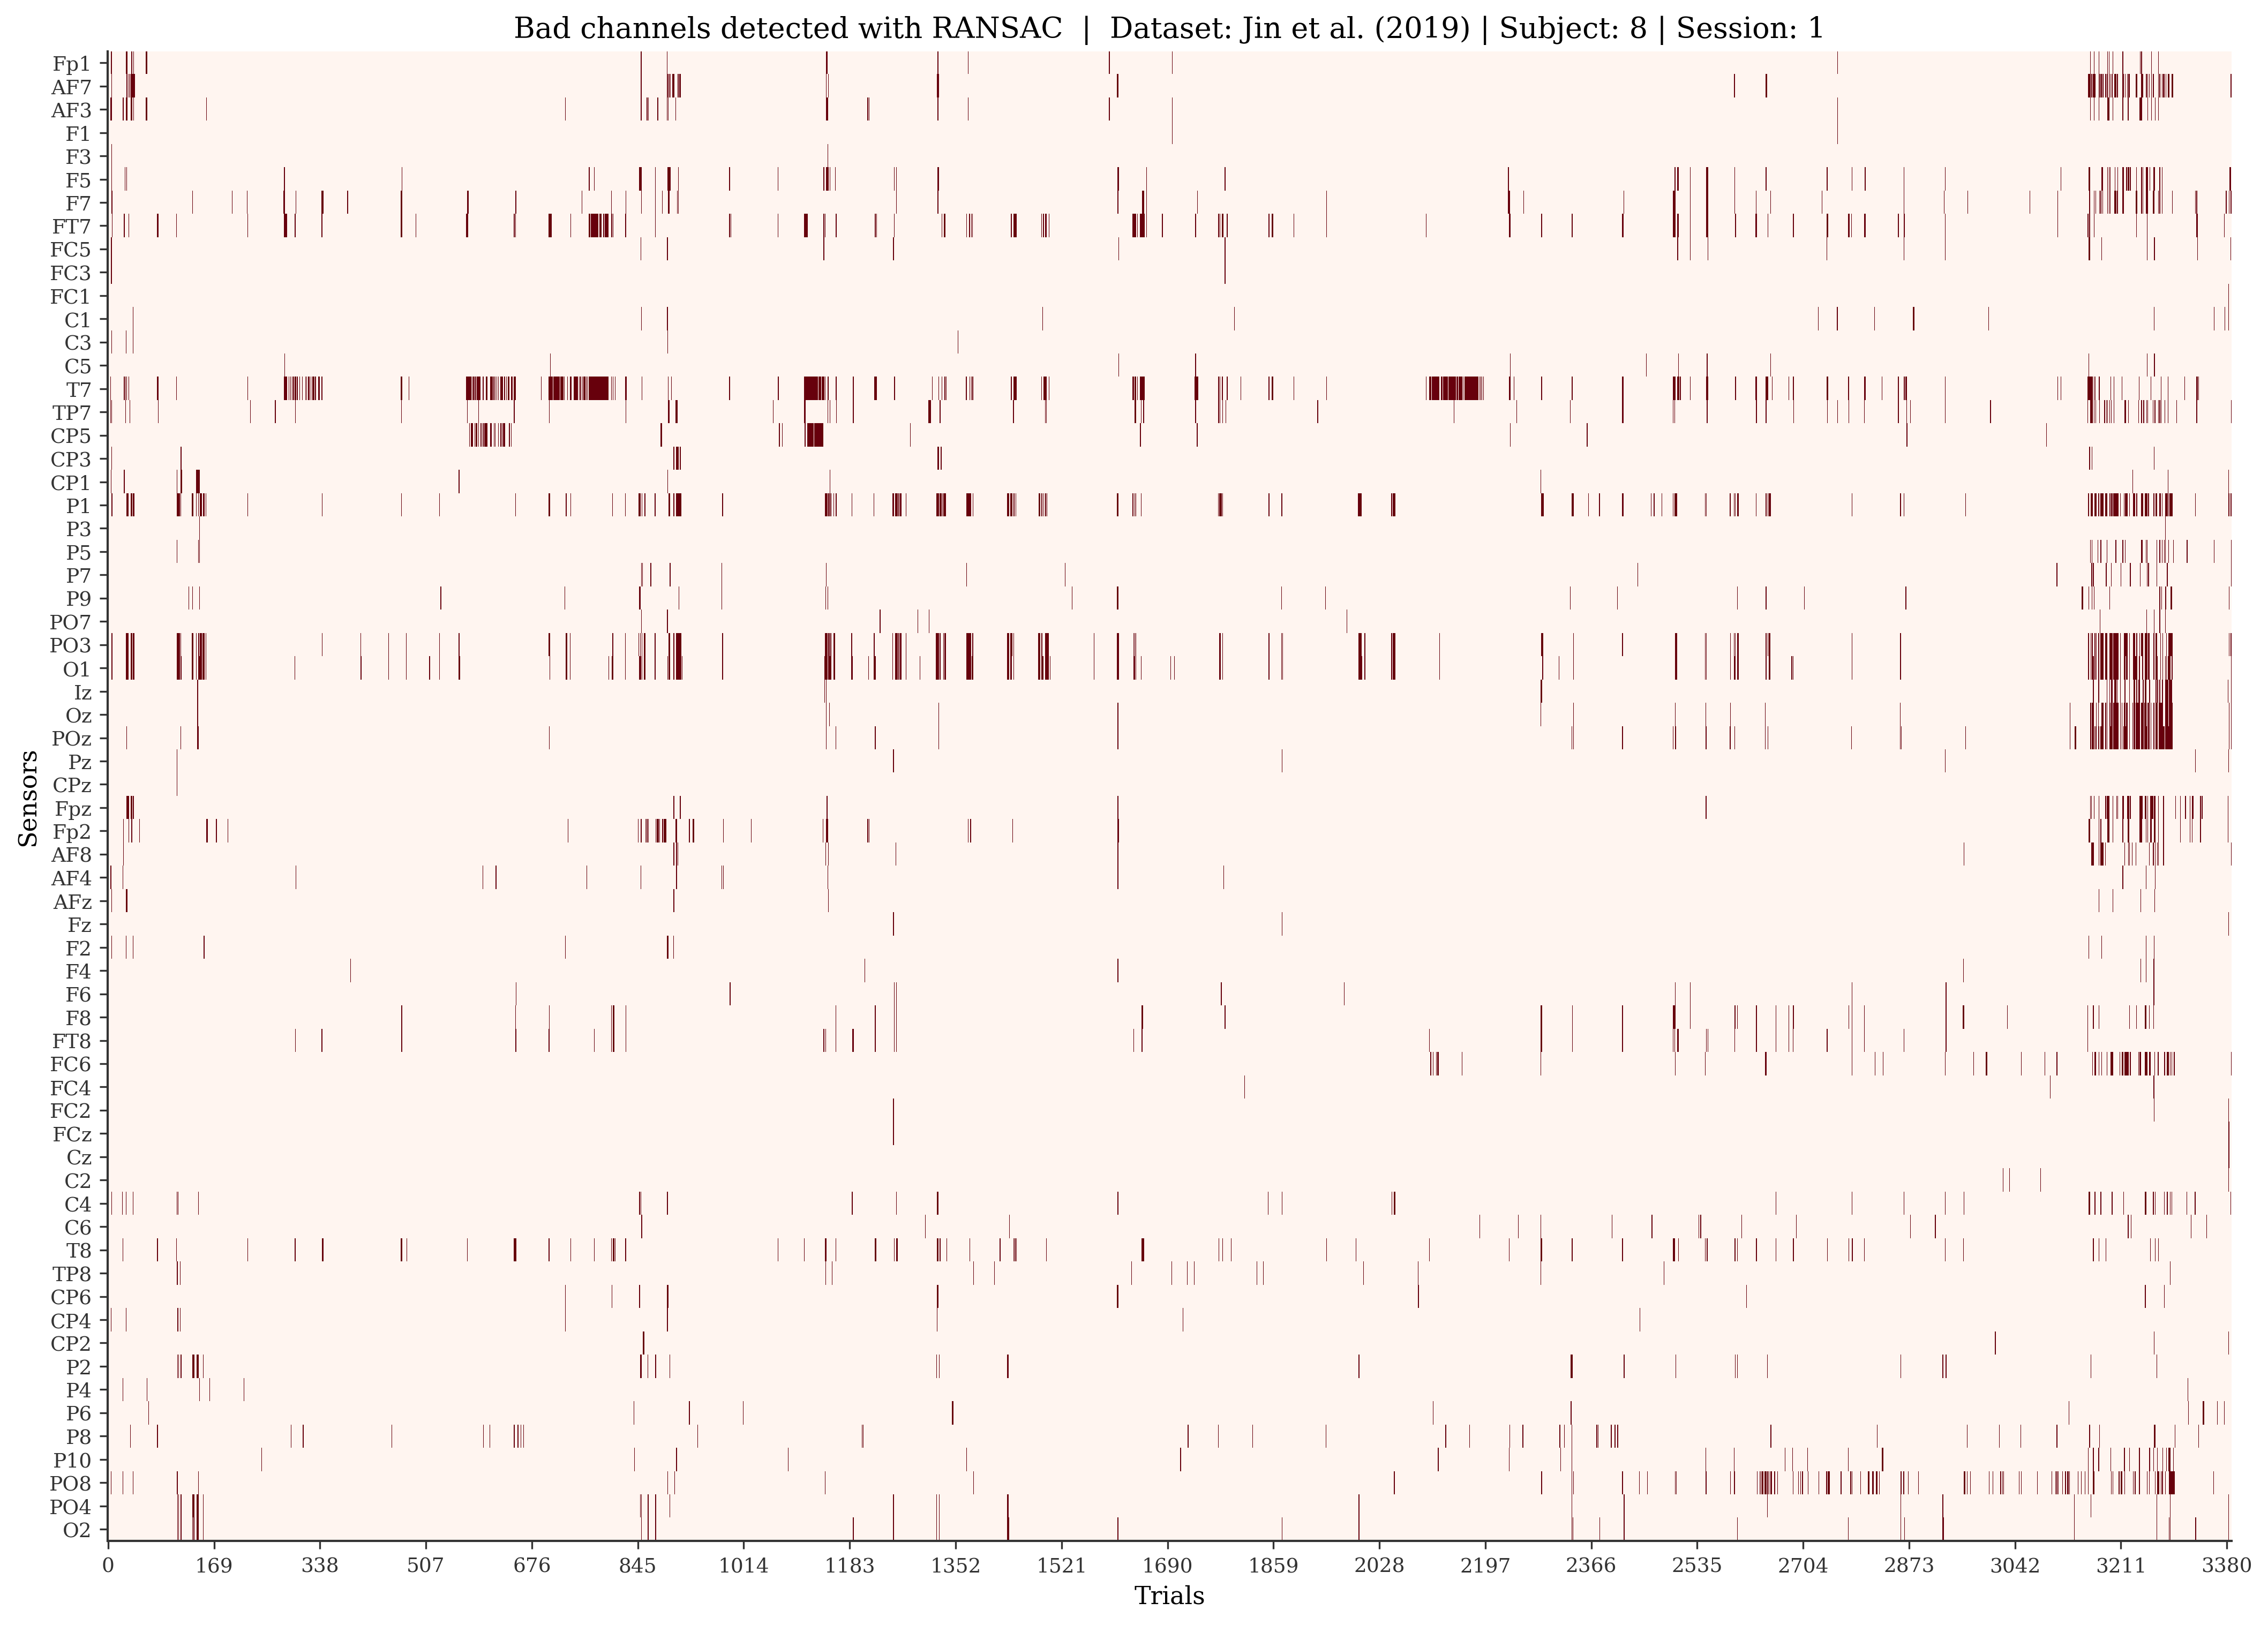 Bad channels detected with RANSAC | Dataset: Jin et al. (2019) | Subject: 8 | Session: 1
Sensors
Fp1
AF7
AF3
F1
F3
F5
F7
FT7
FC5
FC3
FC1
C1
C3
C5
T7
TP7
CP5
CP3
CP1
P1
P3
P5
P7
P9
PO7
PO3
O1
Iz
Oz
POz
Pz
CPz
Fpz
Fp2
AF8
AF4
AFz
Fz
F2
F4
F6
F8
FT8
FC6
FC4
FC2
FCz
Cz
C2
C4
C6
T8
TP8
CP6
CP4
CP2
P2
P4
P6
P8
P10
PO8
PO4
O2
0 169 338 507 676 845 1014 1183 1352 1521 1690 1859 2028 2197 2366 2535 2704 2873 3042 3211 3380
Trials